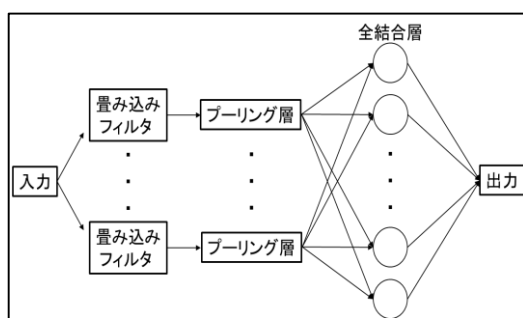 全結合層
畳み込み
フィルタ
プーリング層
入力
出力
畳み込み
フィルタ
プーリング層